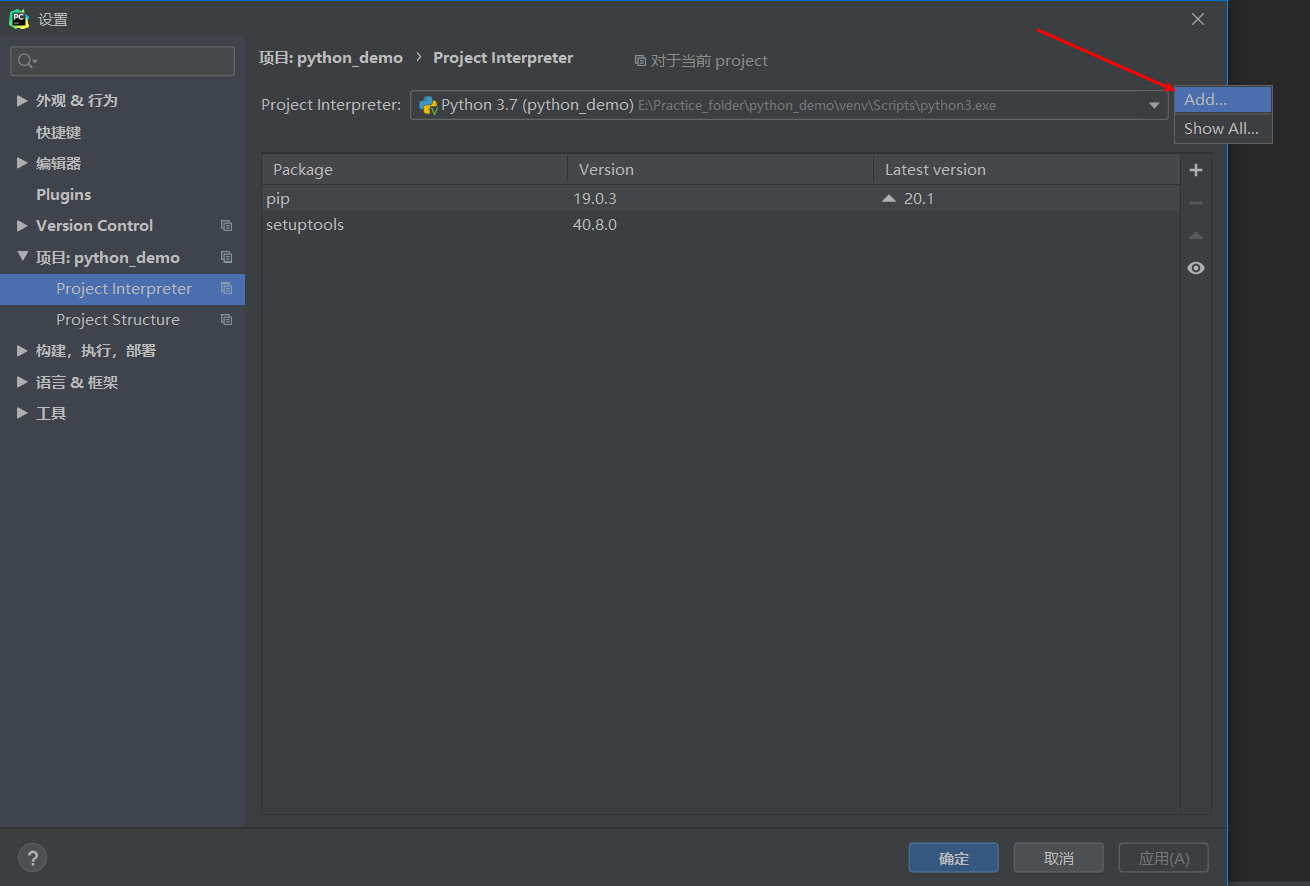 设置
项目: python_demo › Project Interpreter 对于当前 project
Project Interpreter: Python 3.7 (python_demo) E:\Practice_folder\python_demo\venv\Scripts\python3.exe
Add...
Show All...
外观 & 行为
快捷键
编辑器
Plugins
Version Control
项目: python_demo
Project Interpreter
Project Structure
构建，执行，部署
语言 & 框架
工具
Package Version Latest version
pip 19.0.3 20.1
setuptools 40.8.0
?
确定 取消 应用(A)